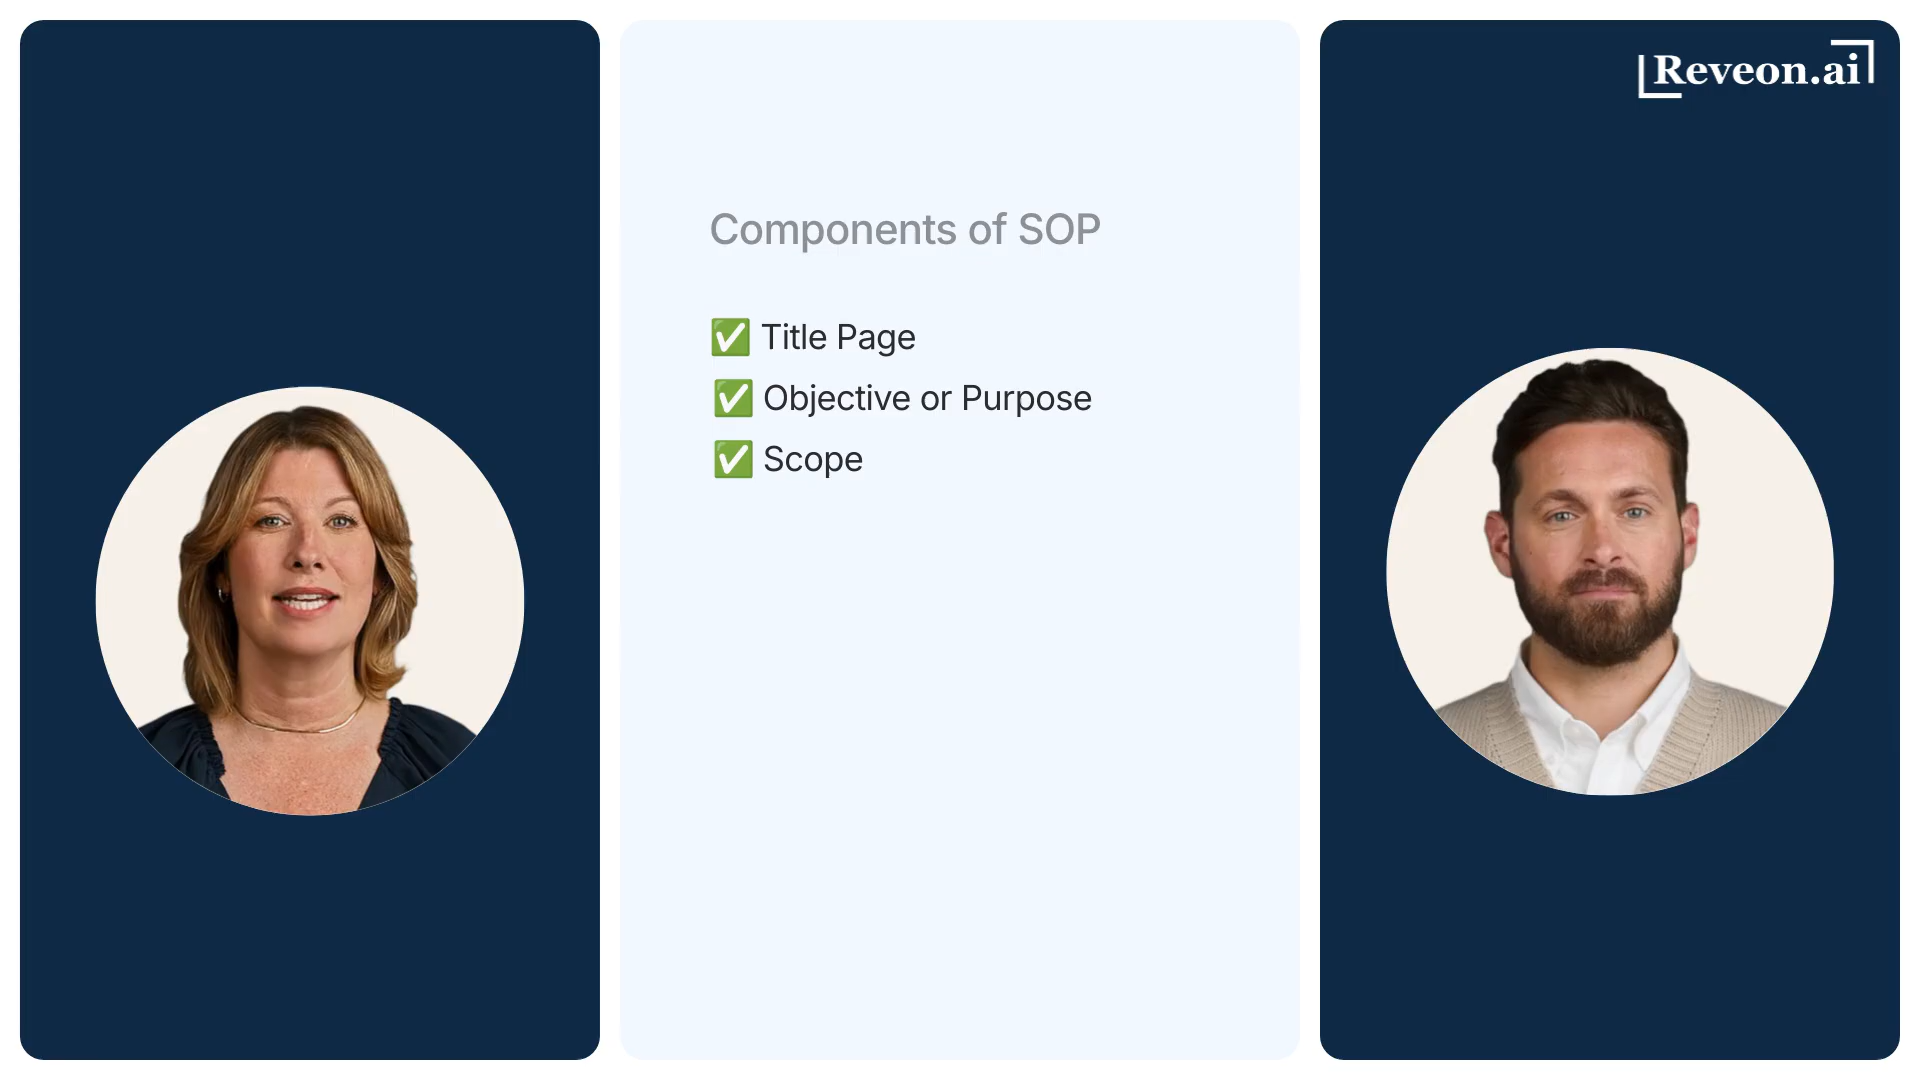 Reveon.ai
Components of SOP
✅ Title Page
✅ Objective or Purpose
✅ Scope